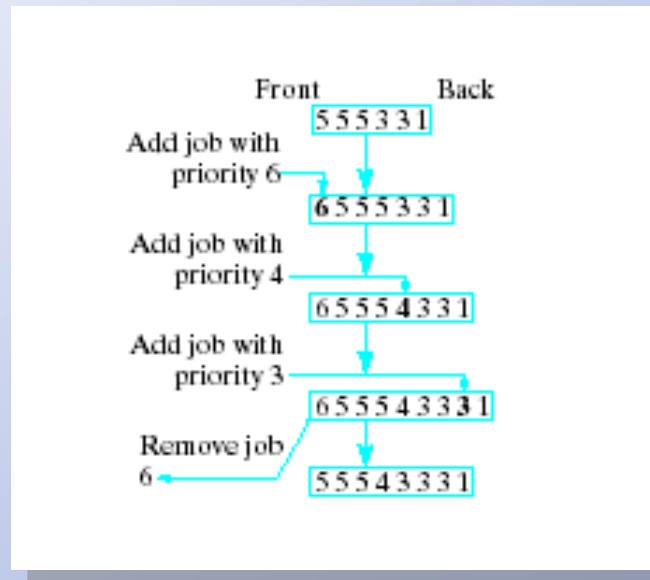 Front Back
5 5 5 3 3 1
Add job with
priority 6
6 5 5 5 3 3 1
Add job with
priority 4
6 5 5 5 4 3 3 1
Add job with
priority 3
6 5 5 5 4 3 3 3 1
Remove job
6
5 5 5 4 3 3 3 1